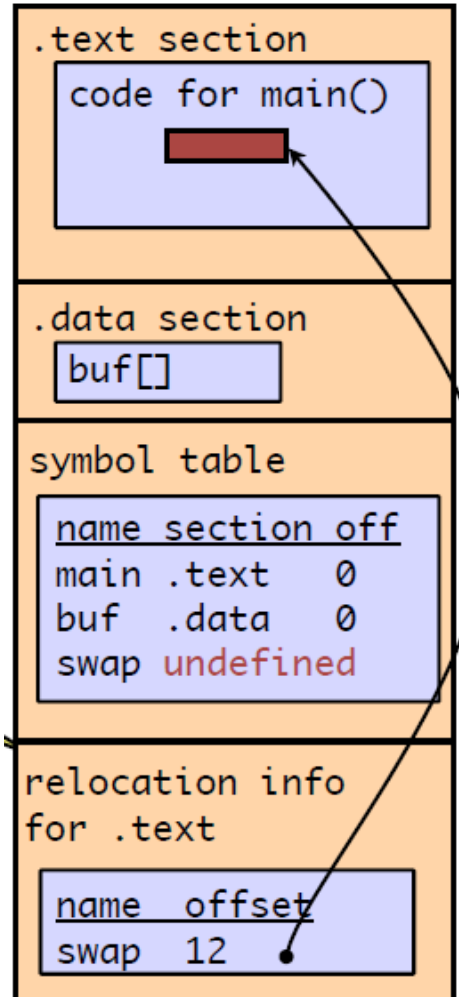 .text section
code for main()
.data section
buf[]
symbol table
name section off
main .text 0
buf .data 0
swap undefined
relocation info
for .text
name offset
swap 12